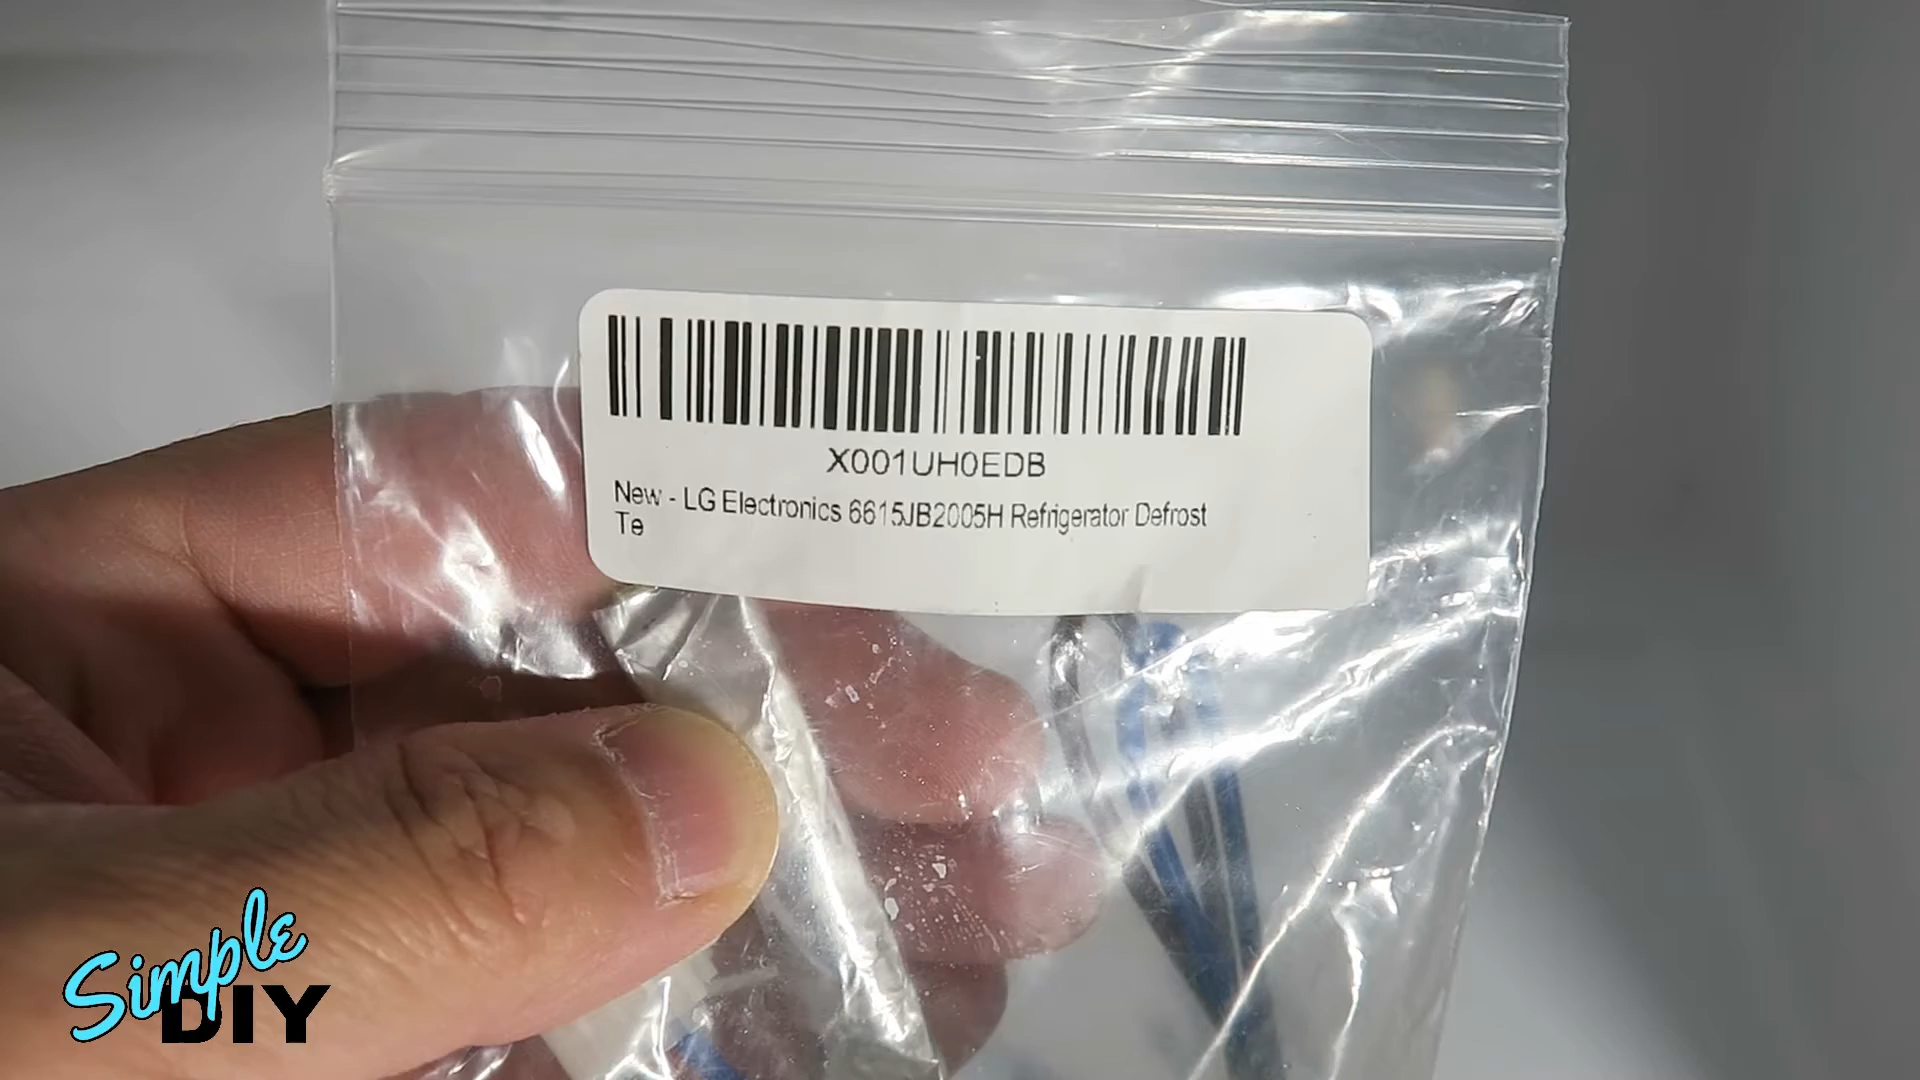 X001UH0EDB
New - LG Electronics 6615JB2005H Refrigerator Defrost
Te
Simple
DIY